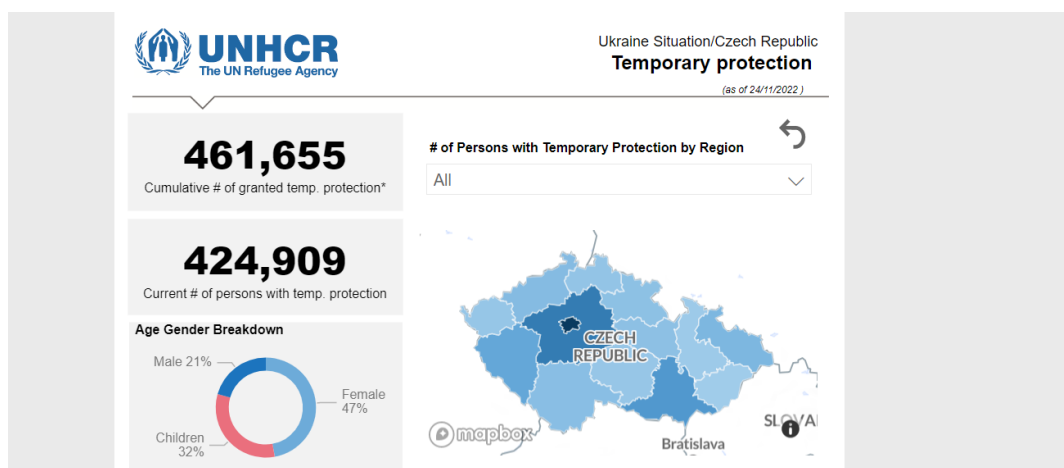 UNHCR
The UN Refugee Agency
Ukraine Situation/Czech Republic
Temporary protection
(as of 24/11/2022 )
461,655
Cumulative # of granted temp. protection*
424,909
Current # of persons with temp. protection
Age Gender Breakdown
Male 21%
Female
47%
Children
32%
# of Persons with Temporary Protection by Region
All
CZECH
REPUBLIC
mapbox
Bratislava